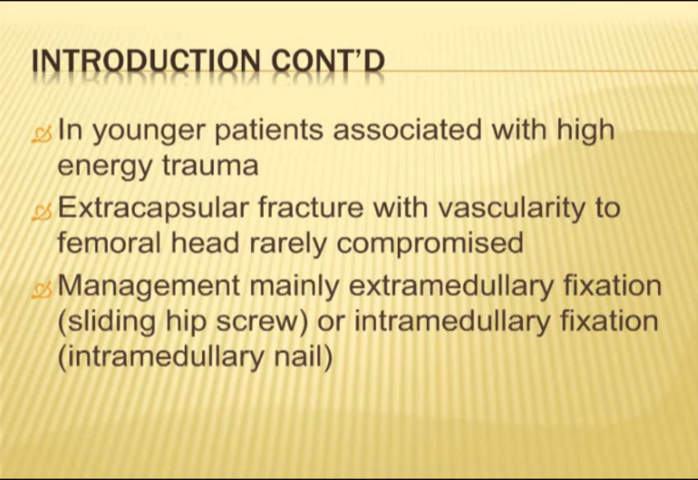 INTRODUCTION CONT'D
In younger patients associated with high
energy trauma
Extracapsular fracture with vascularity to
femoral head rarely compromised
Management mainly extramedullary fixation
(sliding hip screw) or intramedullary fixation
(intramedullary nail)